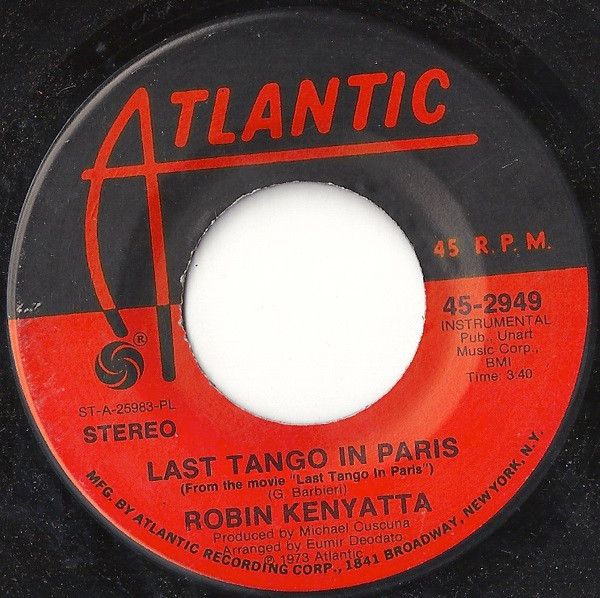 ATLANTIC
45 R.P.M.
45-2949
INSTRUMENTAL
Pub., Unart
Music Corp.,
BMI
Time: 3:40
®
ST-A-25983-PL
STEREO
LAST TANGO IN PARIS
(From the movie "Last Tango In Paris")
(G. Barbieri)
ROBIN KENYATTA
Produced by Michael Cuscuna
Arranged by Eumir Deodato
℗ 1973 Atlantic
MFG. BY ATLANTIC RECORDING CORP., 1841 BROADWAY, NEW YORK, N.Y.